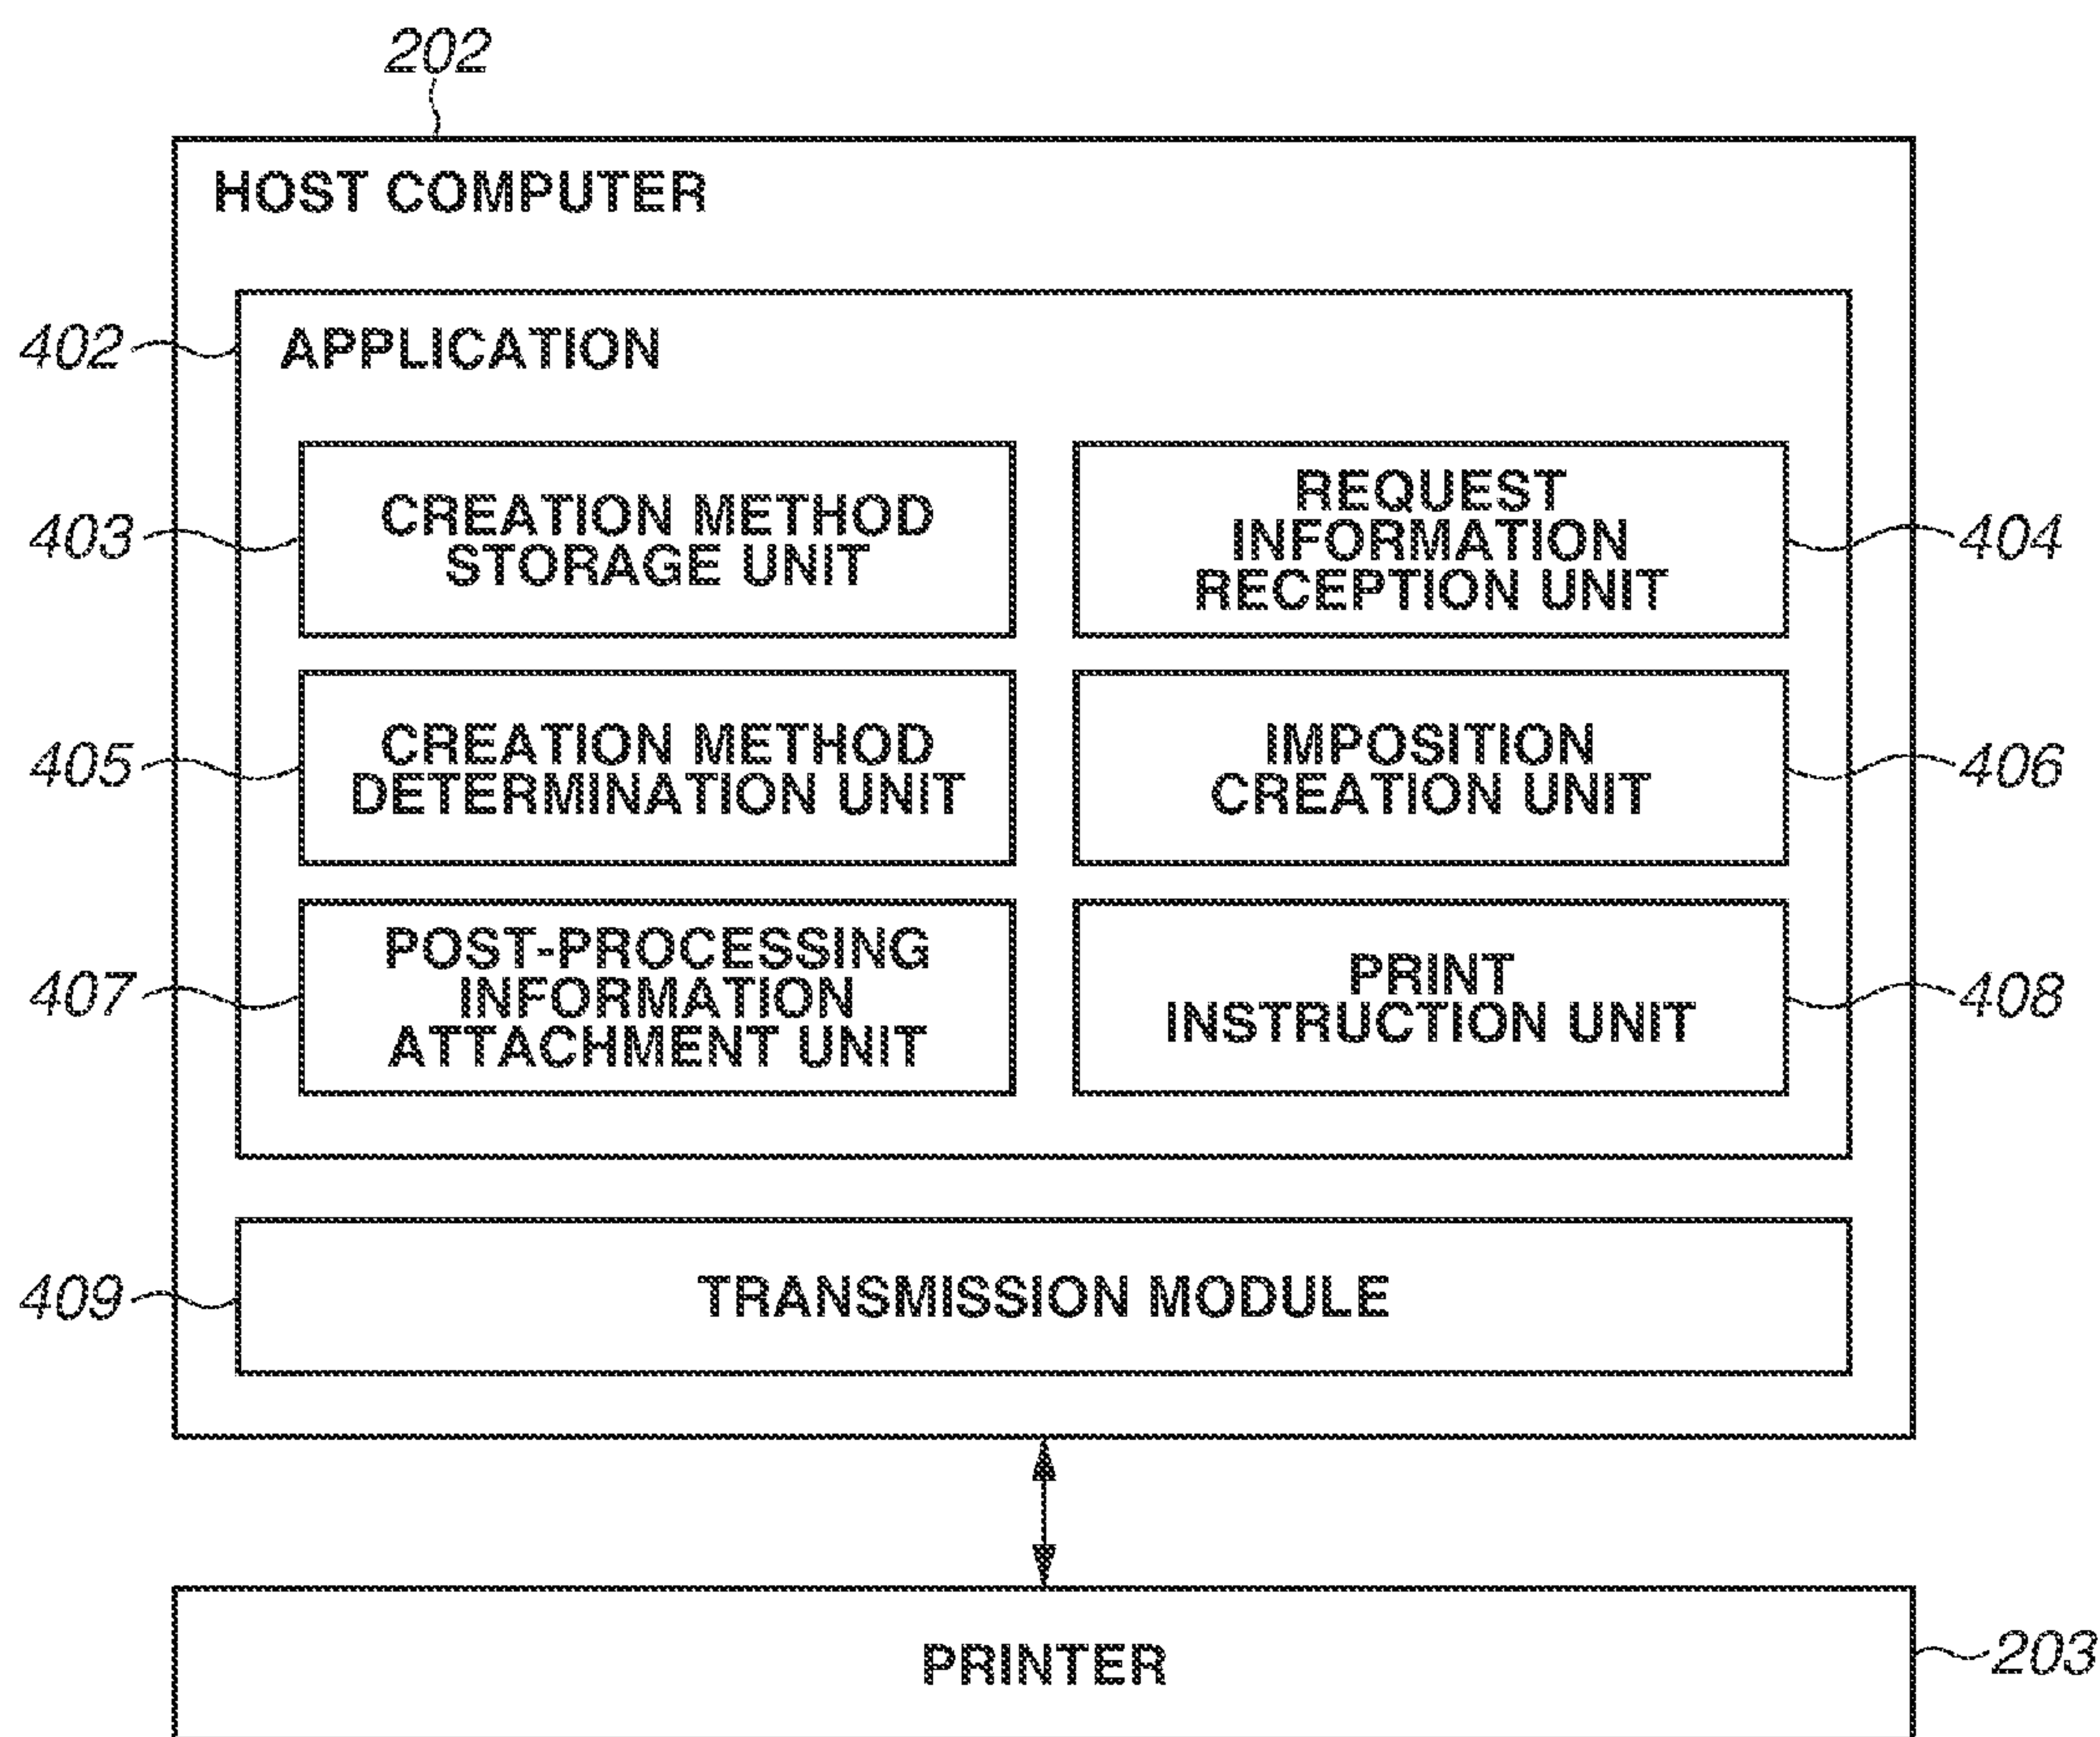 202
HOST COMPUTER
402
APPLICATION
403
CREATION METHOD
STORAGE UNIT
REQUEST
INFORMATION
RECEPTION UNIT
404
405
CREATION METHOD
DETERMINATION UNIT
IMPOSITION
CREATION UNIT
406
407
POST-PROCESSING
INFORMATION
ATTACHMENT UNIT
PRINT
INSTRUCTION UNIT
408
409
TRANSMISSION MODULE
PRINTER
203